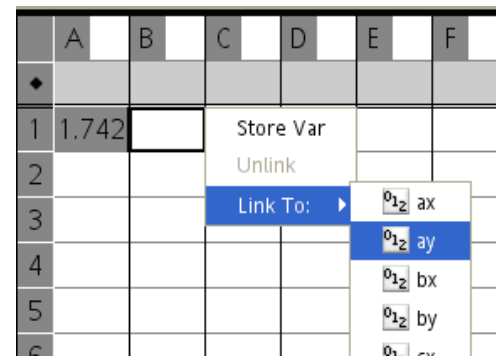 A B C D E F
◆
1 1.742
Store Var
2
Unlink
Link To:
3
ax
ay
4
bx
5
by